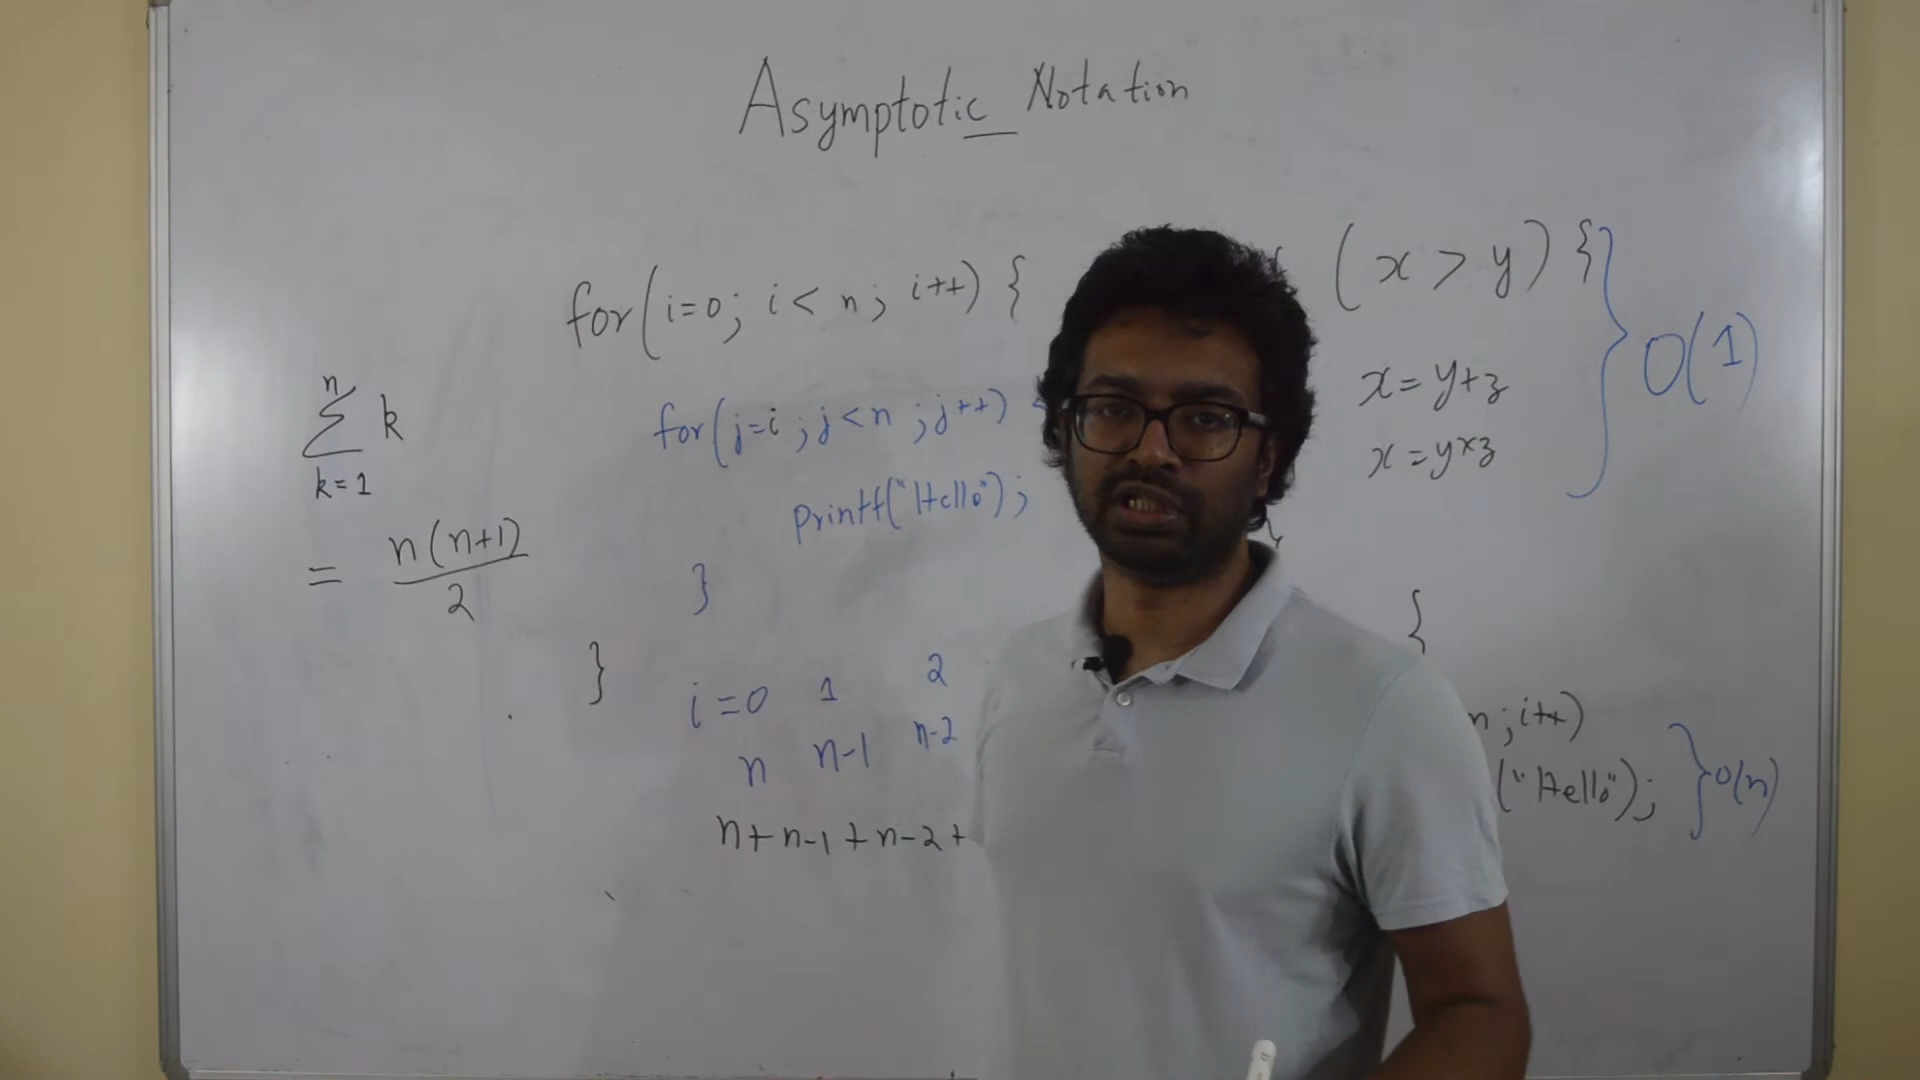 Asymptotic Notation
for(i=0; i < n; i++) {
for(j=i; j<n; j++)
printf("Hello");
}
}
n
∑ k
k=1
= n(n+1)
2
i=0 1 2
n n-1 n-2
n+n-1+n-2+
(x > y) {
x=y+z
x=y×z
} O(1)
{
n; i++)
("Hello");
} O(n)